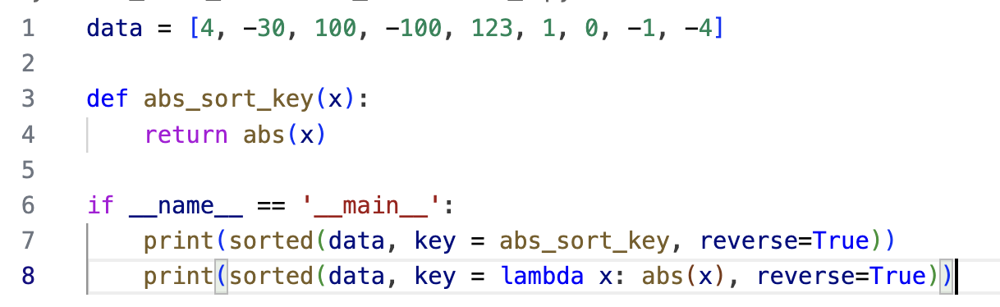 1 data = [4, -30, 100, -100, 123, 1, 0, -1, -4]
2
3 def abs_sort_key(x):
4     return abs(x)
5
6 if __name__ == '__main__':
7     print(sorted(data, key = abs_sort_key, reverse=True))
8     print(sorted(data, key = lambda x: abs(x), reverse=True))